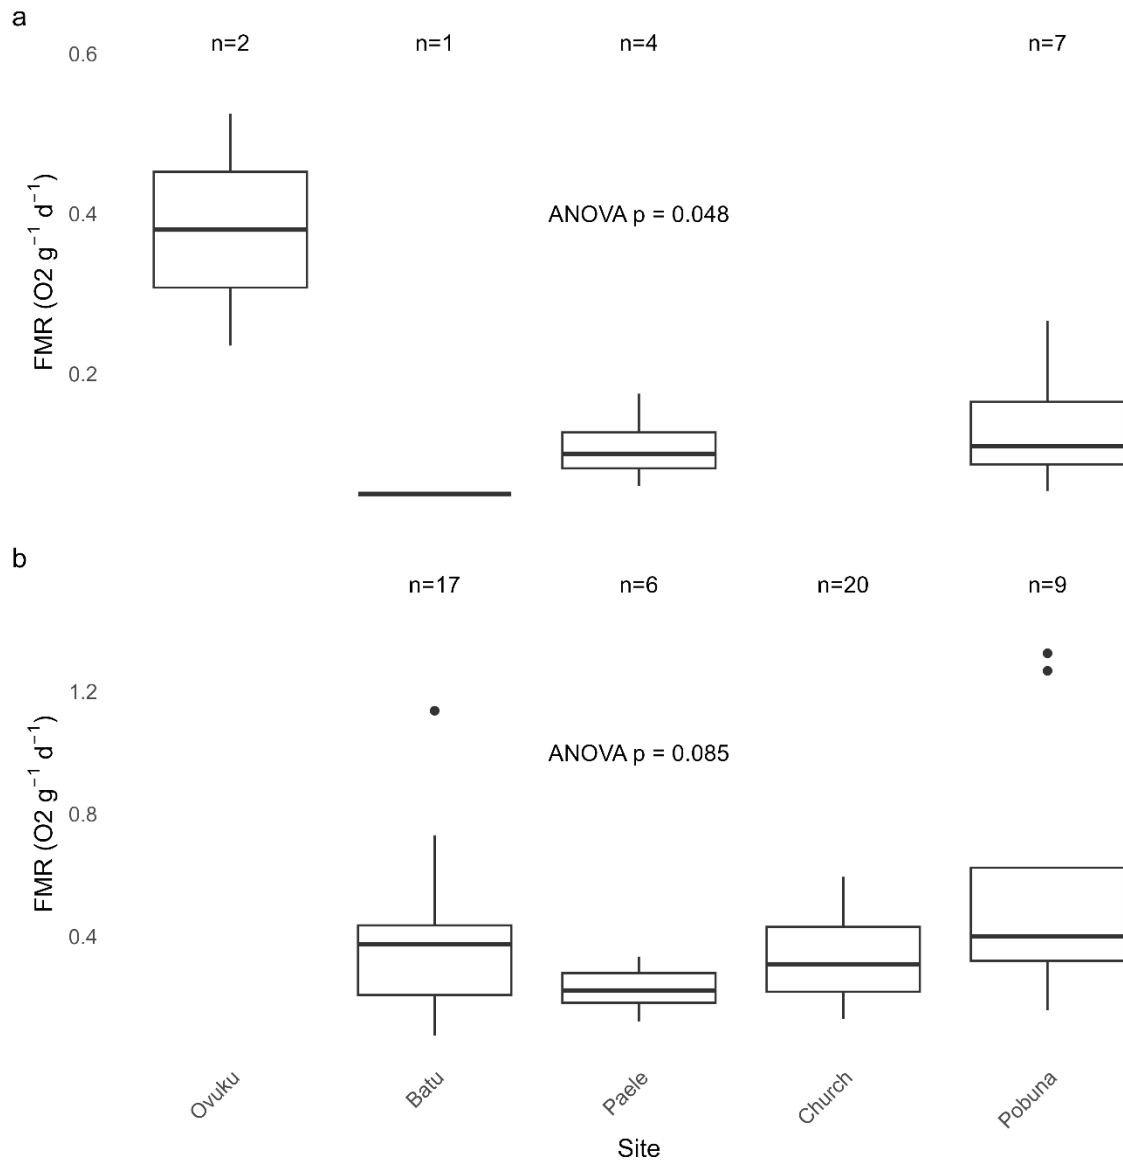 a
n=2 n=1 n=4 n=7
0.6
0.4
0.2
FMR (O2 g⁻¹ d⁻¹)
ANOVA p = 0.048
b
n=17 n=6 n=20 n=9
1.2
0.8
0.4
FMR (O2 g⁻¹ d⁻¹)
ANOVA p = 0.085
Ovuku Batu Paele Church Pobuna
Site